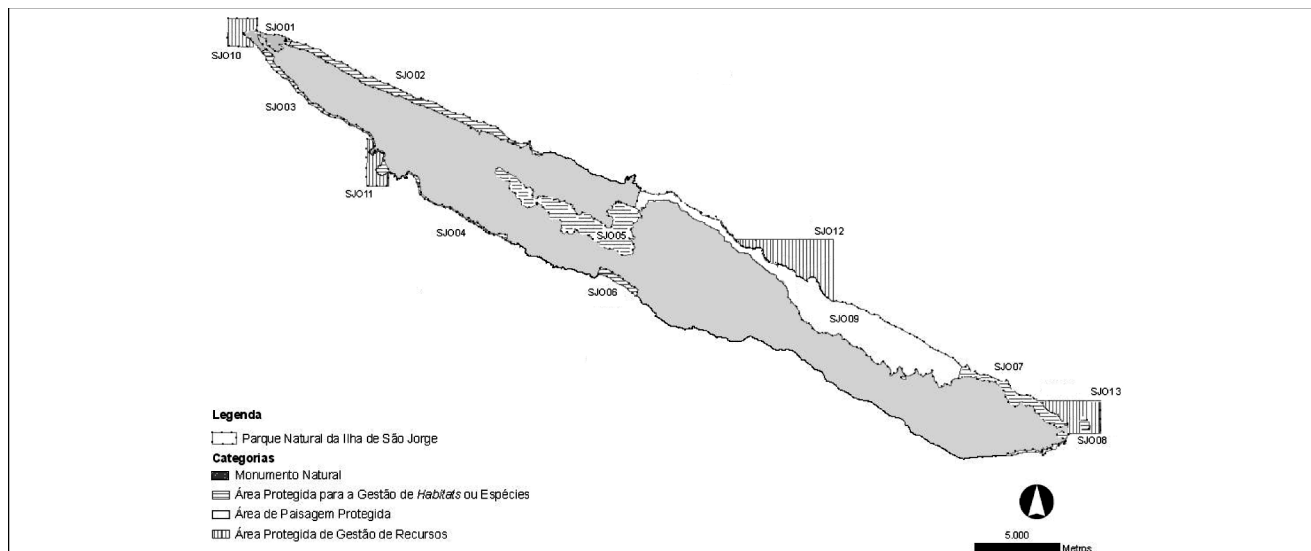 SJO01
SJO10
SJO02
SJO03
SJO11
SJO04
SJO05
SJO12
SJO06
SJO09
SJO07
SJO13
SJO08
Legenda
Parque Natural da Ilha de São Jorge
Categorias
Monumento Natural
Área Protegida para a Gestão de Habitats ou Espécies
Área de Paisagem Protegida
Área Protegida de Gestão de Recursos
5.000
Metros